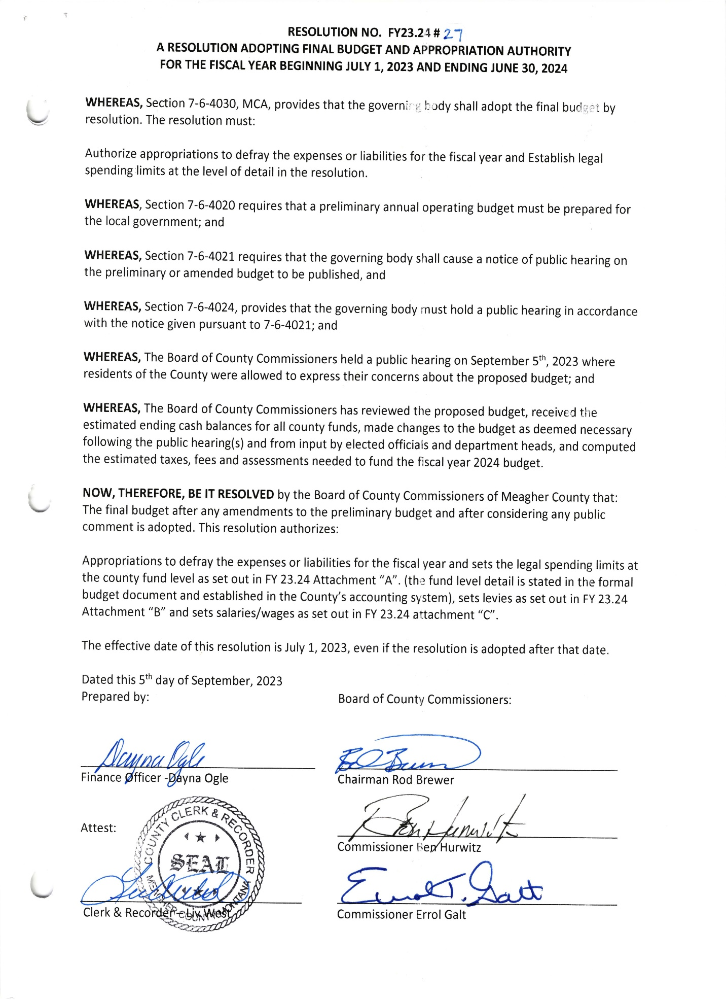 RESOLUTION NO. FY23.24 # 27
A RESOLUTION ADOPTING FINAL BUDGET AND APPROPRIATION AUTHORITY
FOR THE FISCAL YEAR BEGINNING JULY 1, 2023 AND ENDING JUNE 30, 2024
WHEREAS, Section 7-6-4030, MCA, provides that the governing body shall adopt the final budget by
resolution. The resolution must:
Authorize appropriations to defray the expenses or liabilities for the fiscal year and Establish legal
spending limits at the level of detail in the resolution.
WHEREAS, Section 7-6-4020 requires that a preliminary annual operating budget must be prepared for
the local government; and
WHEREAS, Section 7-6-4021 requires that the governing body shall cause a notice of public hearing on
the preliminary or amended budget to be published, and
WHEREAS, Section 7-6-4024, provides that the governing body must hold a public hearing in accordance
with the notice given pursuant to 7-6-4021; and
WHEREAS, The Board of County Commissioners held a public hearing on September 5th, 2023 where
residents of the County were allowed to express their concerns about the proposed budget; and
WHEREAS, The Board of County Commissioners has reviewed the proposed budget, received the
estimated ending cash balances for all county funds, made changes to the budget as deemed necessary
following the public hearing(s) and from input by elected officials and department heads, and computed
the estimated taxes, fees and assessments needed to fund the fiscal year 2024 budget.
NOW, THEREFORE, BE IT RESOLVED by the Board of County Commissioners of Meagher County that:
The final budget after any amendments to the preliminary budget and after considering any public
comment is adopted. This resolution authorizes:
Appropriations to defray the expenses or liabilities for the fiscal year and sets the legal spending limits at
the county fund level as set out in FY 23.24 Attachment “A”. (the fund level detail is stated in the formal
budget document and established in the County’s accounting system), sets levies as set out in FY 23.24
Attachment “B” and sets salaries/wages as set out in FY 23.24 attachment “C”.
The effective date of this resolution is July 1, 2023, even if the resolution is adopted after that date.
Dated this 5th day of September, 2023
Prepared by: Board of County Commissioners:
Dayna Ogle
Finance Officer -Dayna Ogle Chairman Rod Brewer
Attest:
Ben Hurwitz
Commissioner Ben Hurwitz
COUNTY CLERK & RECORDER
SEAL
MEAGHER COUNTY MONTANA
Errol T. Galt
Clerk & Recorder – Liv West Commissioner Errol Galt